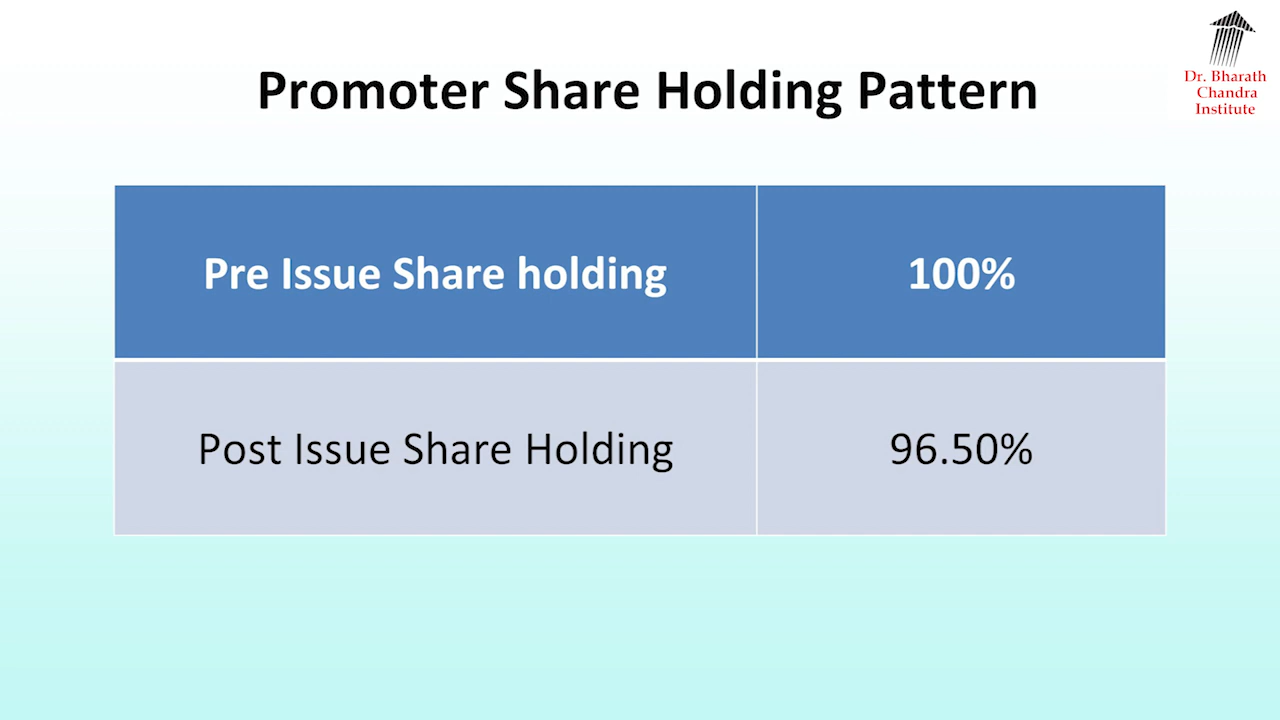 Promoter Share Holding Pattern
Dr. Bharath
Chandra
Institute
Pre Issue Share holding 100%
Post Issue Share Holding 96.50%